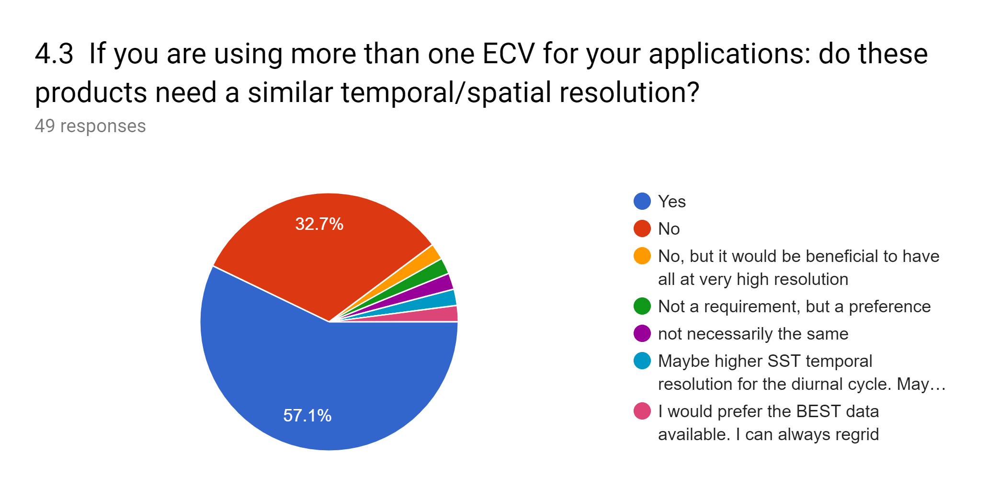 4.3  If you are using more than one ECV for your applications: do these
products need a similar temporal/spatial resolution?
49 responses
32.7%
57.1%
Yes
No
No, but it would be beneficial to have
all at very high resolution
Not a requirement, but a preference
not necessarily the same
Maybe higher SST temporal
resolution for the diurnal cycle. May…
I would prefer the BEST data
available. I can always regrid